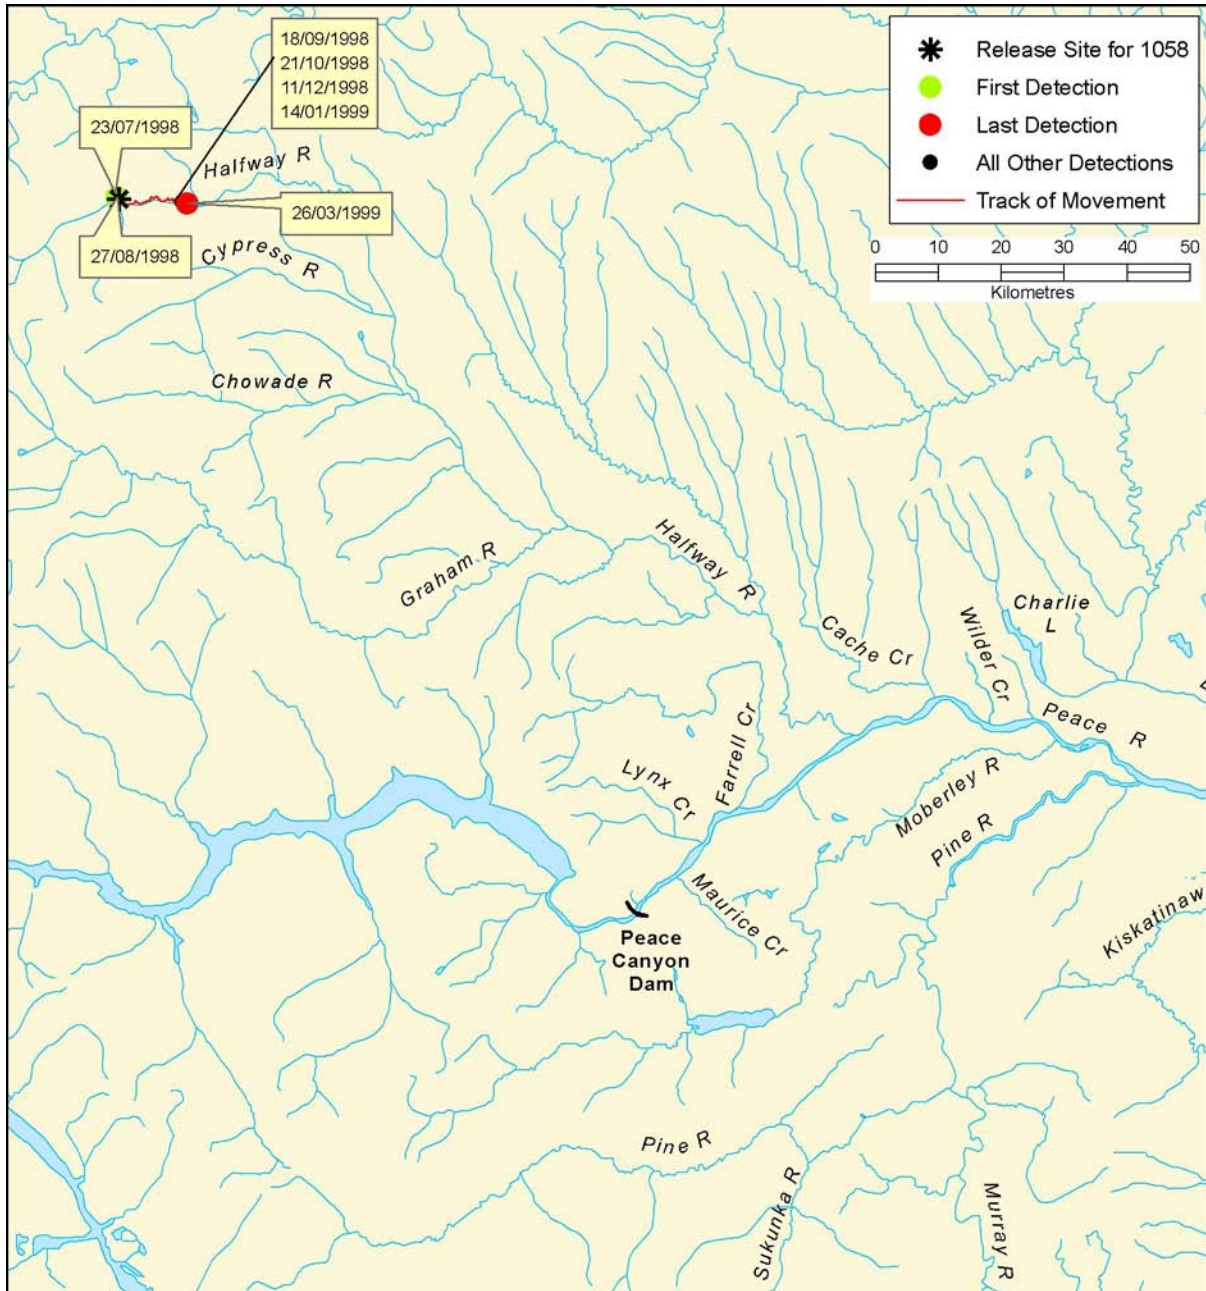 18/09/1998
21/10/1998
11/12/1998
14/01/1999
23/07/1998
Halfway R
26/03/1999
27/08/1998
Cypress R
Chowade R
Release Site for 1058
First Detection
Last Detection
All Other Detections
Track of Movement
0 10 20 30 40 50
Kilometres
Graham R
Halfway R
Cache Cr
Wilder Cr
Charlie
L
Peace R
Farrell Cr
Lynx Cr
Moberley R
Pine R
Maurice Cr
Kiskatinaw
Peace
Canyon
Dam
Pine R
Sukunka R
Murray R